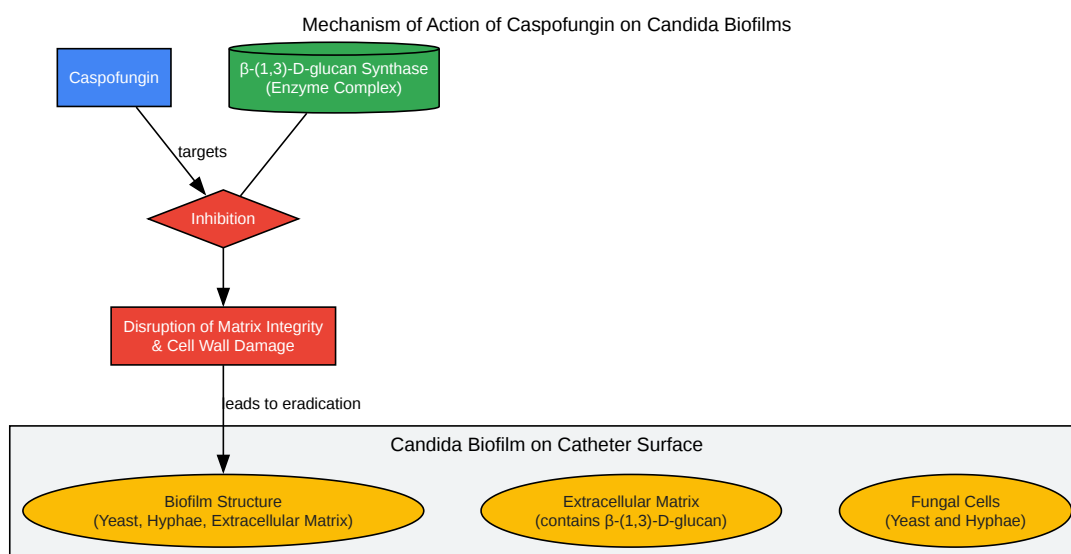 Mechanism of Action of Caspofungin on Candida Biofilms
Caspofungin
β-(1,3)-D-glucan Synthase
(Enzyme Complex)
targets
Inhibition
Disruption of Matrix Integrity
& Cell Wall Damage
leads to eradication
Candida Biofilm on Catheter Surface
Biofilm Structure
(Yeast, Hyphae, Extracellular Matrix)
Extracellular Matrix
(contains β-(1,3)-D-glucan)
Fungal Cells
(Yeast and Hyphae)